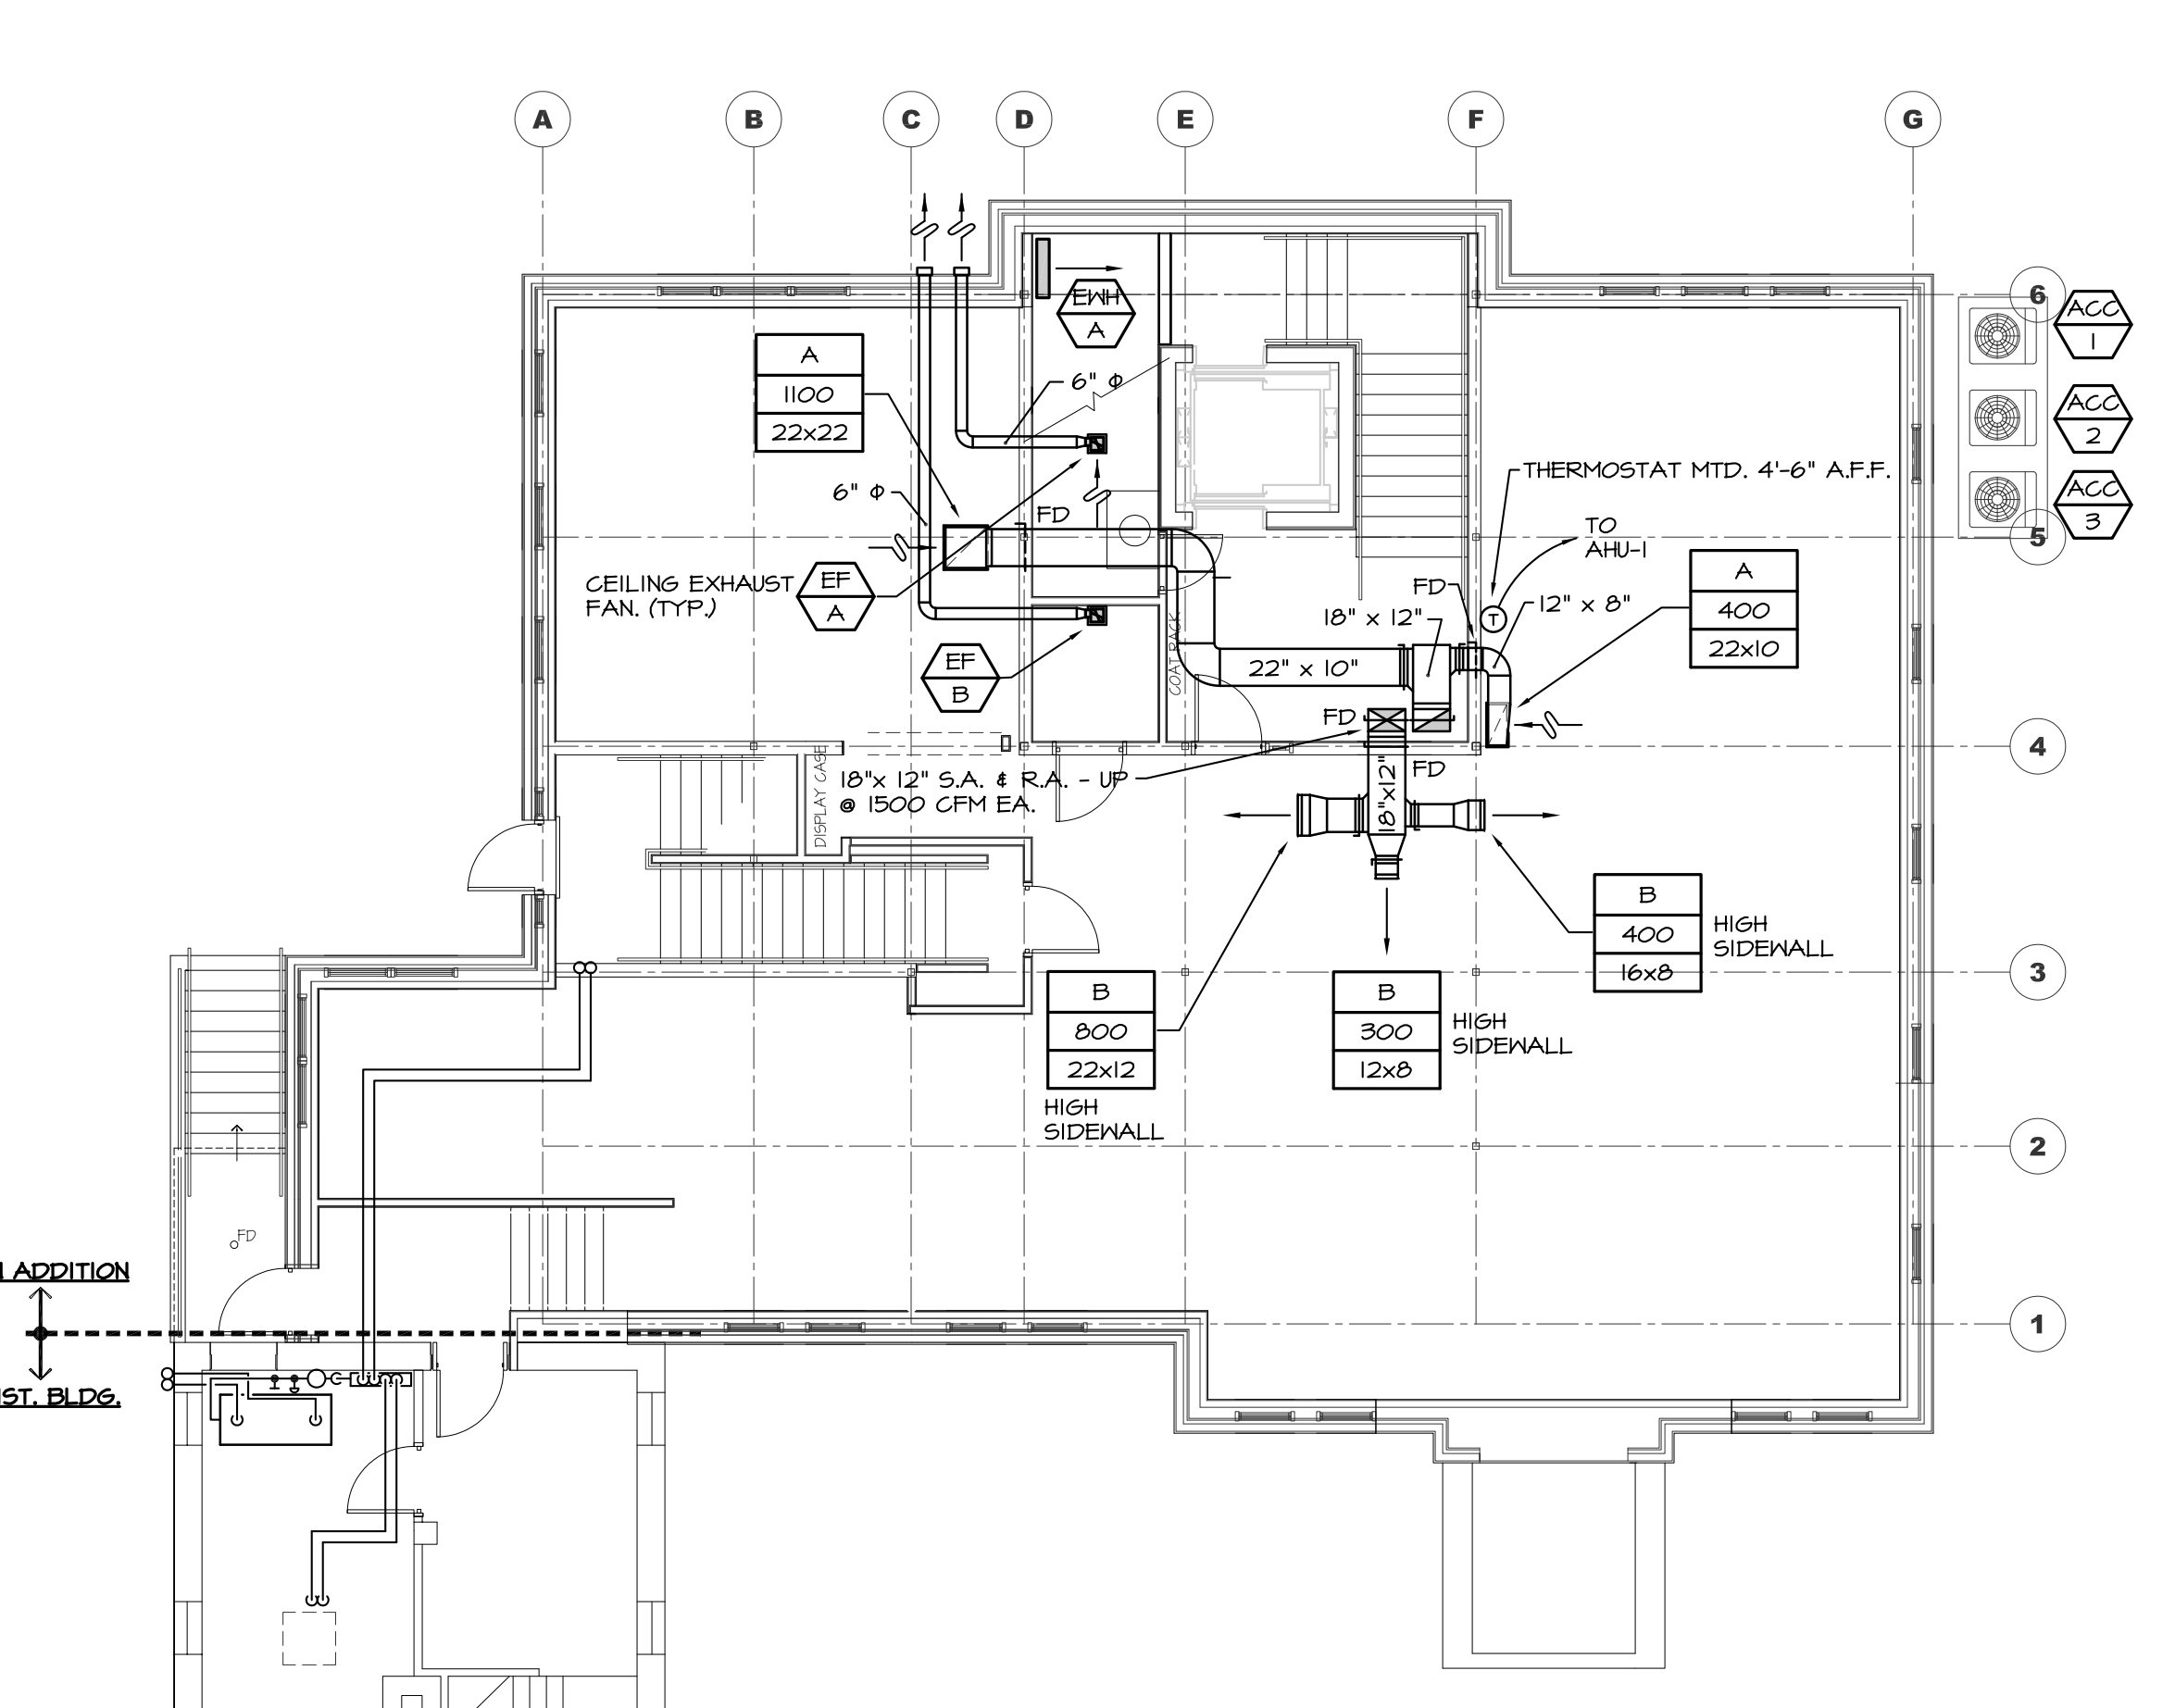 A
B
C
D
E
F
G
6
5
4
3
2
1
EWH
A
ACC
1
ACC
2
ACC
3
A
1100
22x22
6" Φ
6" Φ
FD
THERMOSTAT MTD. 4'-6" A.F.F.
TO
AHU-1
T
A
400
22x10
CEILING EXHAUST
FAN. (TYP.)
EF
A
EF
B
COAT RACK
FD
18" x 12"
12" x 8"
22" x 10"
FD
18"x 12" S.A. & R.A. - UP
@ 1500 CFM EA.
DISPLAY CASE
FD
18"x12"
B
400
16x8
HIGH
SIDEWALL
B
800
22x12
HIGH
SIDEWALL
B
300
12x8
HIGH
SIDEWALL
FD
ADDITION
ST. BLDG.